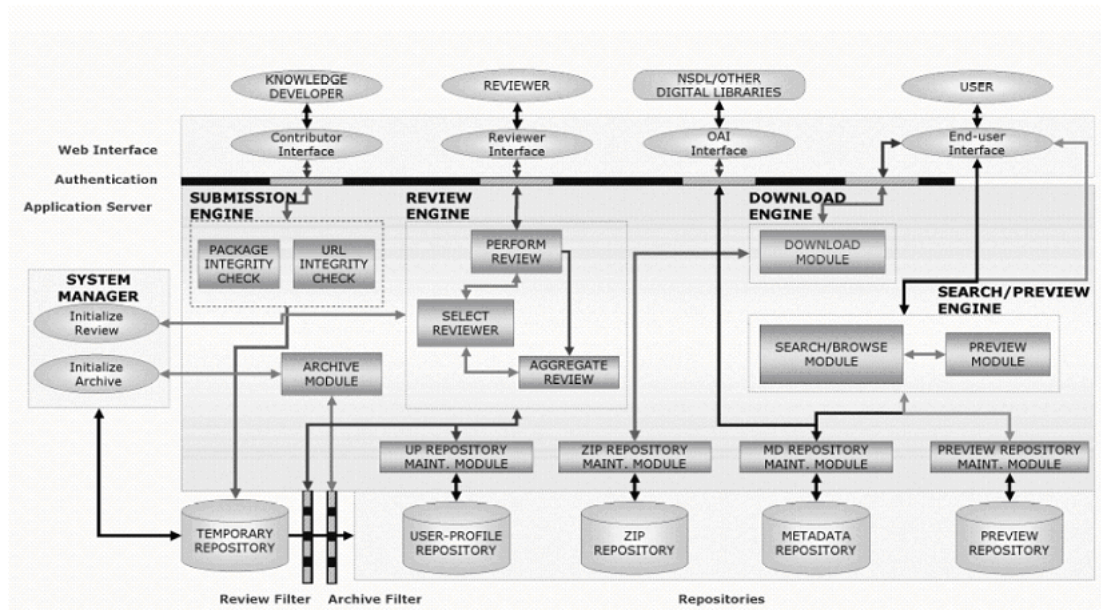 KNOWLEDGE
DEVELOPER
REVIEWER
NSDL/OTHER
DIGITAL LIBRARIES
USER
Web Interface
Contributor
Interface
Reviewer
Interface
OAI
Interface
End-user
Interface
Authentication
Application Server
SUBMISSION
ENGINE
REVIEW
ENGINE
DOWNLOAD
ENGINE
PACKAGE
INTEGRITY
CHECK
URL
INTEGRITY
CHECK
PERFORM
REVIEW
DOWNLOAD
MODULE
SYSTEM
MANAGER
Initialize
Review
Initialize
Archive
SELECT
REVIEWER
ARCHIVE
MODULE
AGGREGATE
REVIEW
SEARCH/PREVIEW
ENGINE
SEARCH/BROWSE
MODULE
PREVIEW
MODULE
UP REPOSITORY
MAINT. MODULE
ZIP REPOSITORY
MAINT. MODULE
MD REPOSITORY
MAINT. MODULE
PREVIEW REPOSITORY
MAINT. MODULE
TEMPORARY
REPOSITORY
USER-PROFILE
REPOSITORY
ZIP
REPOSITORY
METADATA
REPOSITORY
PREVIEW
REPOSITORY
Review Filter
Archive Filter
Repositories